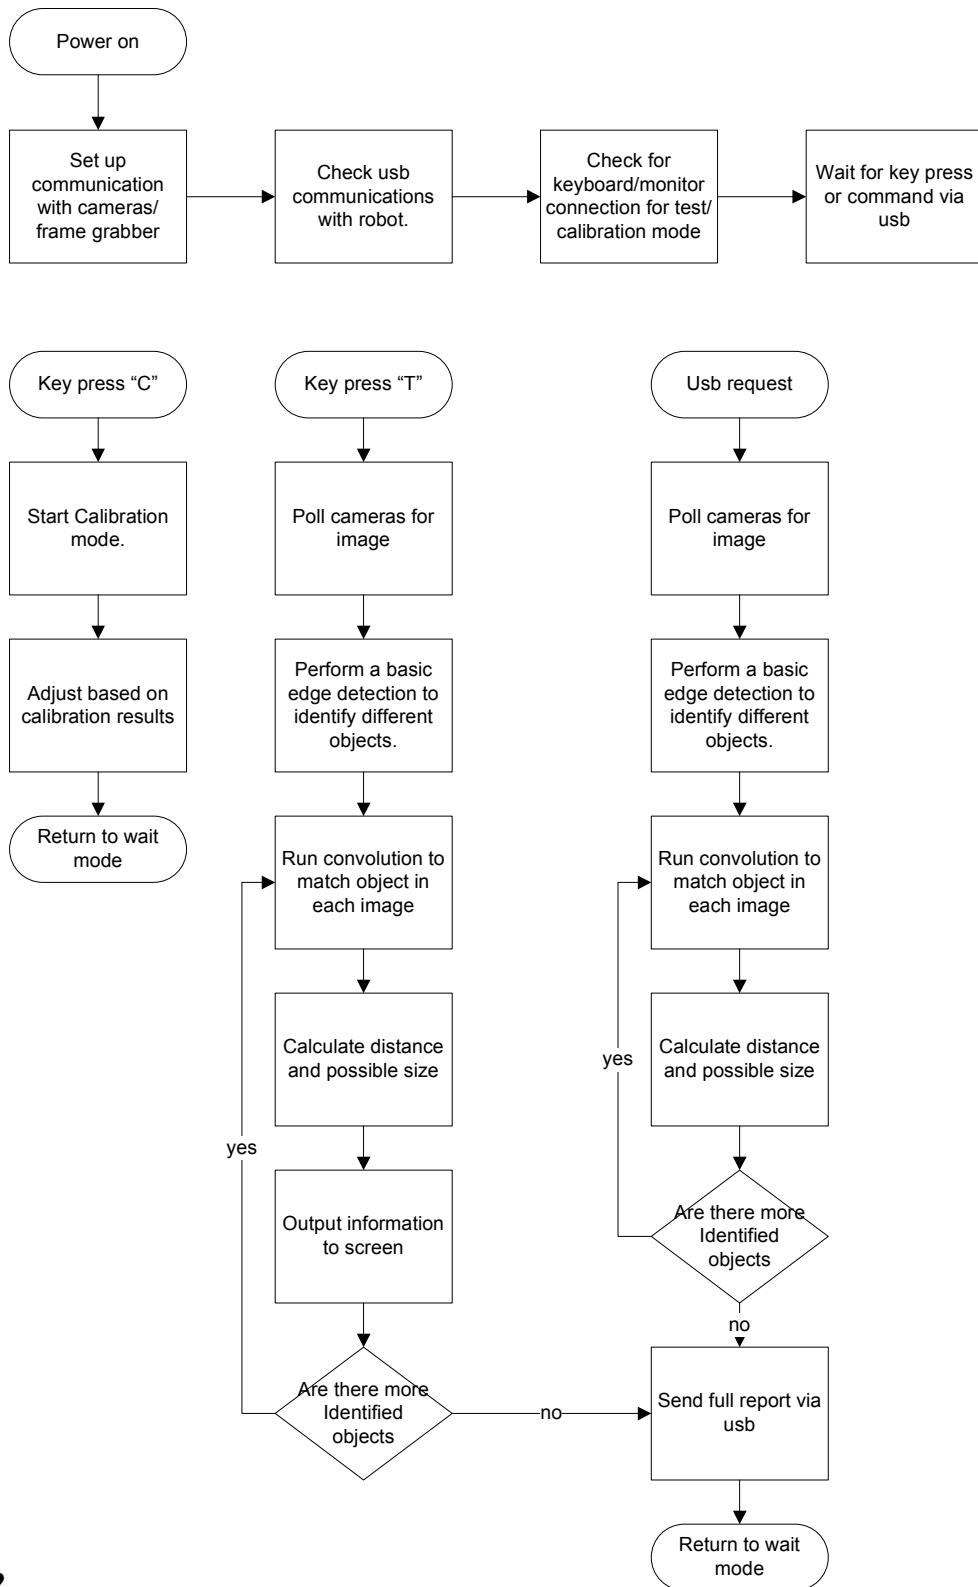 Power on
Set up
communication
with cameras/
frame grabber
Check usb
communications
with robot.
Check for
keyboard/monitor
connection for test/
calibration mode
Wait for key press
or command via
usb
Key press “C”
Start Calibration
mode.
Adjust based on
calibration results
Return to wait
mode
Key press “T”
Poll cameras for
image
Perform a basic
edge detection to
identify different
objects.
Run convolution to
match object in
each image
Calculate distance
and possible size
Output information
to screen
Are there more
Identified
objects
yes
no
Usb request
Poll cameras for
image
Perform a basic
edge detection to
identify different
objects.
Run convolution to
match object in
each image
Calculate distance
and possible size
Are there more
Identified
objects
yes
no
Send full report via
usb
Return to wait
mode